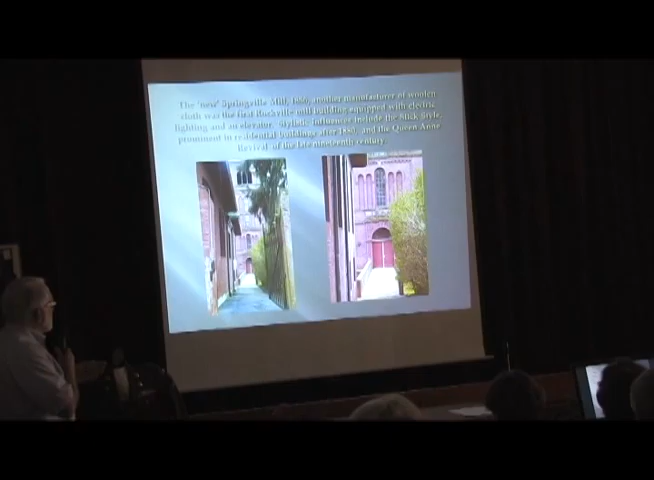 The 'new' Springville Mill, 1886, another manufacturer of woolen
cloth was the first Rockville mill building equipped with electric
lighting and an elevator. Stylistic influences include the Stick Style,
prominent in residential buildings after 1860, and the Queen Anne
Revival of the late nineteenth century.